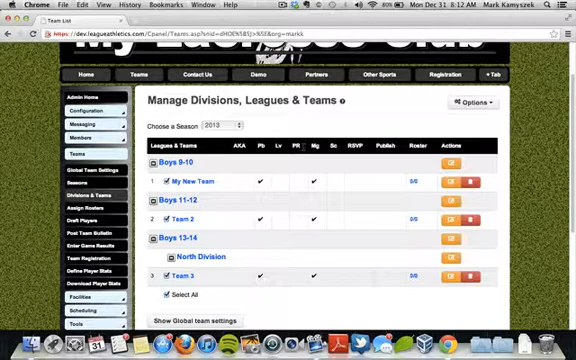 Chrome File Edit View History Bookmarks Window Help
80% Mon Dec 31 8:12 AM Mark Kamyszek
Team List
dev.leagueathletics.com/Cpanel/Teams.asp
My Lacrosse Club
Home Teams Contact Us Demo Partners Other Sports Registration + Tab
Admin Home
Configuration
Messaging
Members
Teams
Global Team Settings
Seasons
Divisions & Teams
Assign Rosters
Draft Players
Post Team Bulletin
Enter Game Results
Team Registration
Define Player Stats
Download Player Stats
Facilities
Scheduling
Tools
Manage Divisions, Leagues & Teams
Options
Choose a Season 2013
Leagues & Teams AKA Pb Lv PR Mg Sc RSVP Publish Roster Actions
Boys 9-10
1 My New Team 0/0
Boys 11-12
2 Team 2 0/0
Boys 13-14
North Division
3 Team 3 0/0
Select All
Show Global team settings